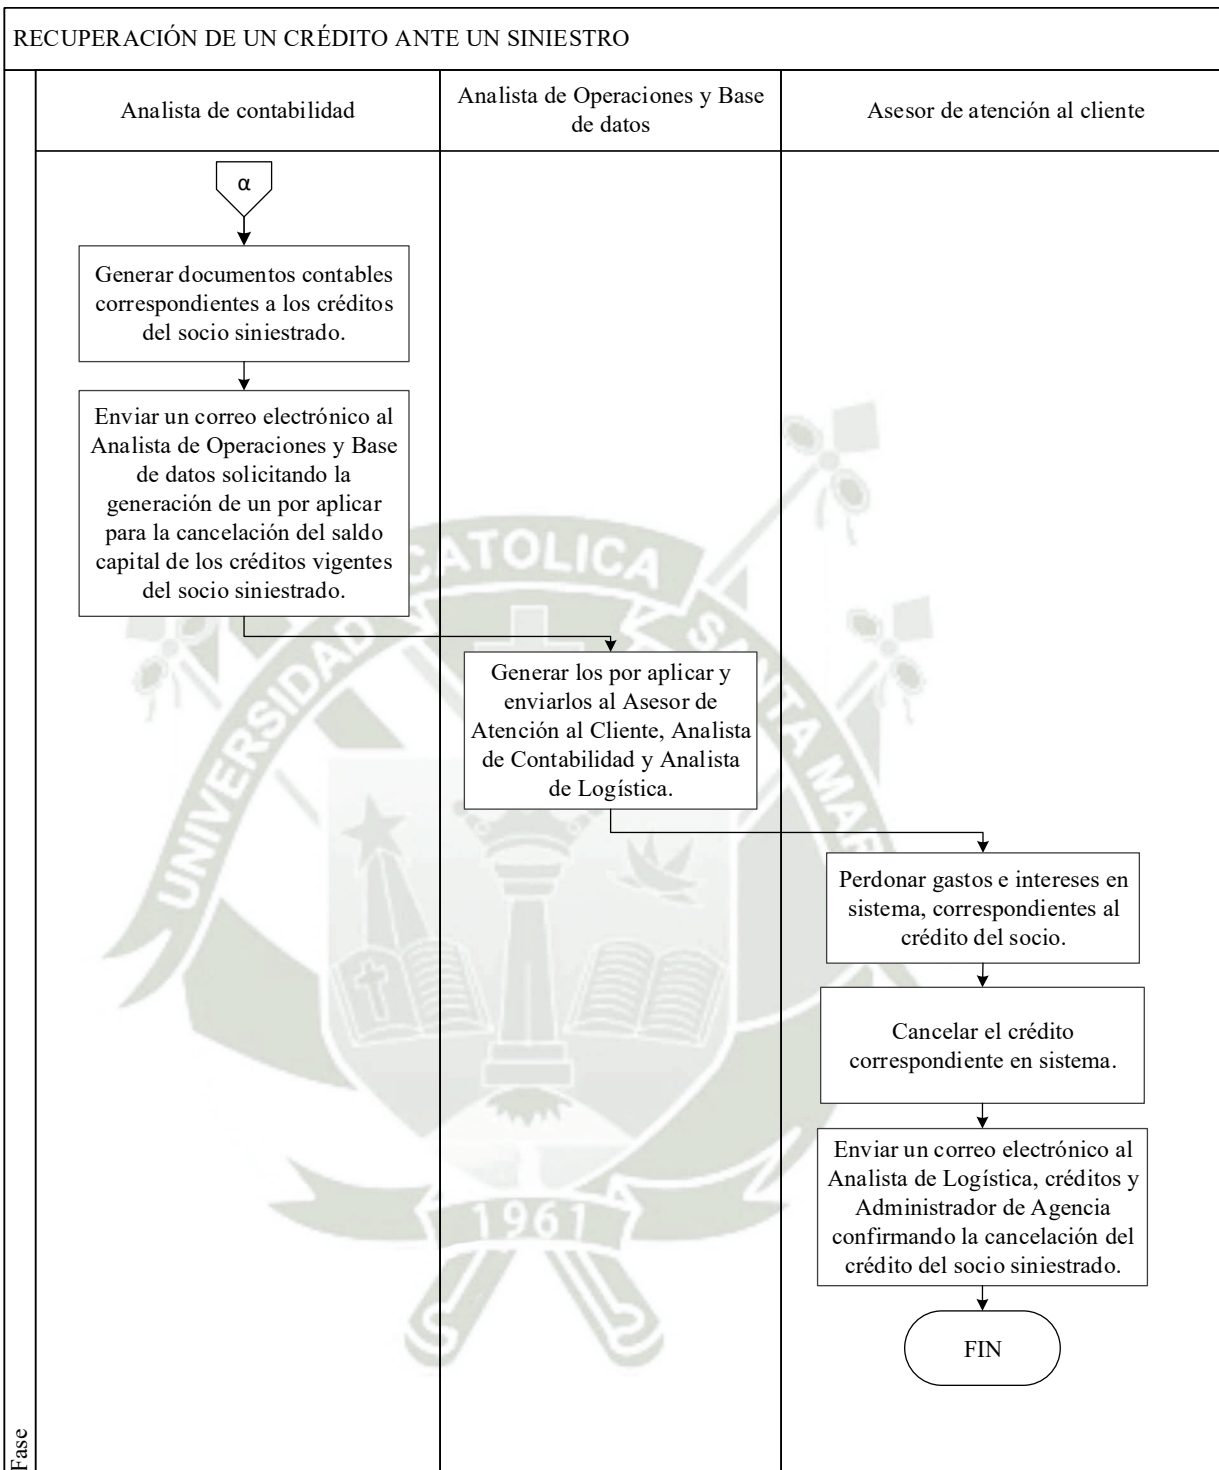 RECUPERACIÓN DE UN CRÉDITO ANTE UN SINIESTRO
Analista de contabilidad
Analista de Operaciones y Base
de datos
Asesor de atención al cliente
α
Generar documentos contables
correspondientes a los créditos
del socio siniestrado.
Enviar un correo electrónico al
Analista de Operaciones y Base
de datos solicitando la
generación de un por aplicar
para la cancelación del saldo
capital de los créditos vigentes
del socio siniestrado.
Generar los por aplicar y
enviarlos al Asesor de
Atención al Cliente, Analista
de Contabilidad y Analista
de Logística.
Perdonar gastos e intereses en
sistema, correspondientes al
crédito del socio.
Cancelar el crédito
correspondiente en sistema.
Enviar un correo electrónico al
Analista de Logística, créditos y
Administrador de Agencia
confirmando la cancelación del
crédito del socio siniestrado.
FIN
Fase
UNIVERSIDAD CATOLICA SANTA MAR
1961